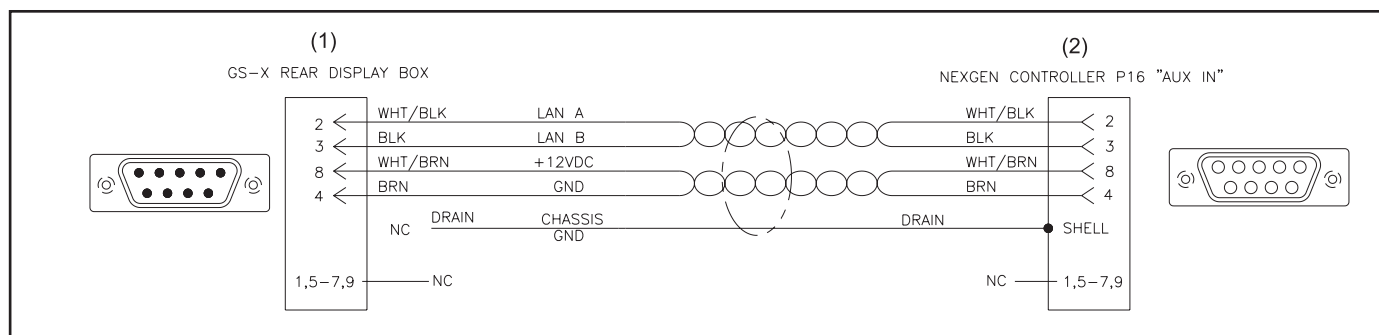 (1)
GS-X REAR DISPLAY BOX
(2)
NEXGEN CONTROLLER P16 "AUX IN"
2 WHT/BLK LAN A WHT/BLK 2
3 BLK LAN B BLK 3
8 WHT/BRN +12VDC WHT/BRN 8
4 BRN GND BRN 4
NC DRAIN CHASSIS DRAIN SHELL
GND
1,5-7,9 NC NC 1,5-7,9